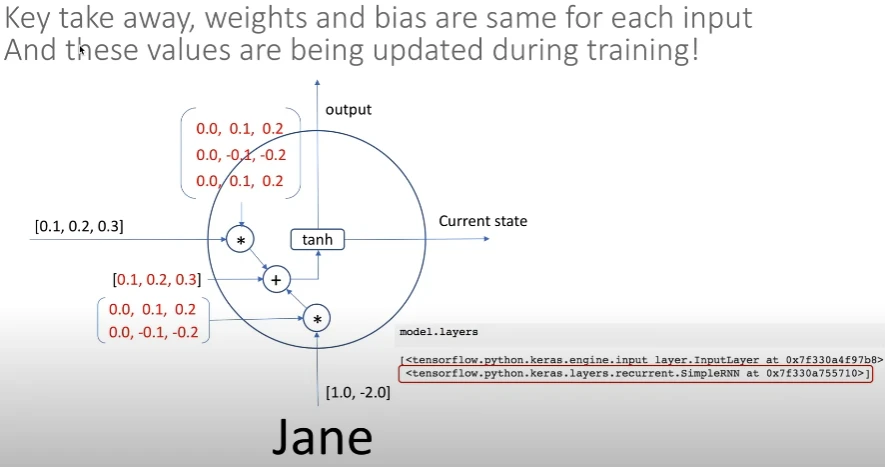 Key take away, weights and bias are same for each input
And these values are being updated during training!
output
0.0, 0.1, 0.2
0.0, -0.1, -0.2
0.0, 0.1, 0.2
[0.1, 0.2, 0.3]
*
tanh
Current state
[0.1, 0.2, 0.3]
+
0.0, 0.1, 0.2
0.0, -0.1, -0.2
*
model.layers
[<tensorflow.python.keras.engine.input_layer.InputLayer at 0x7f330a4f97b8>
<tensorflow.python.keras.layers.recurrent.SimpleRNN at 0x7f330a755710>]
[1.0, -2.0]
Jane